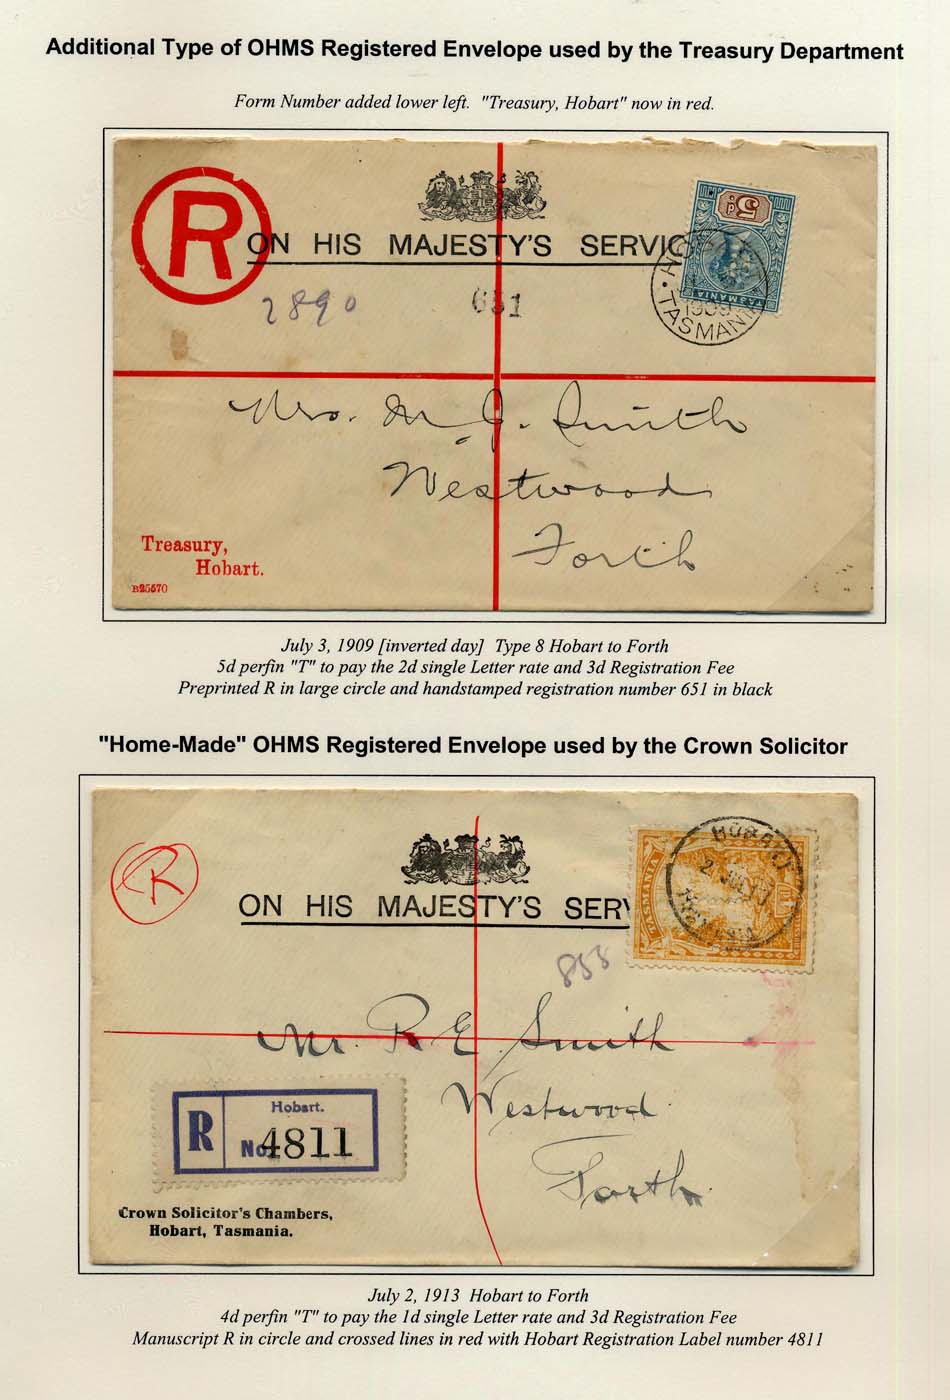 Additional Type of OHMS Registered Envelope used by the Treasury Department
Form Number added lower left. "Treasury, Hobart" now in red.
R
ON HIS MAJESTY'S SERVIC
5d.
TASMANIA
HOBART
1909
TASMANIA
2890
651
Mrs. M. J. Smith
Westwood
Forth
Treasury,
Hobart.
B25570
July 3, 1909 [inverted day] Type 8 Hobart to Forth
5d perfin "T" to pay the 2d single Letter rate and 3d Registration Fee
Preprinted R in large circle and handstamped registration number 651 in black
"Home-Made" OHMS Registered Envelope used by the Crown Solicitor
R
ON HIS MAJESTY'S SERV
TASMANIA
HOBART
TASMANIA
858
Mr. R E Smith
Westwood
Forth
R
Hobart.
No. 4811
Crown Solicitor's Chambers,
Hobart, Tasmania.
July 2, 1913 Hobart to Forth
4d perfin "T" to pay the 1d single Letter rate and 3d Registration Fee
Manuscript R in circle and crossed lines in red with Hobart Registration Label number 4811